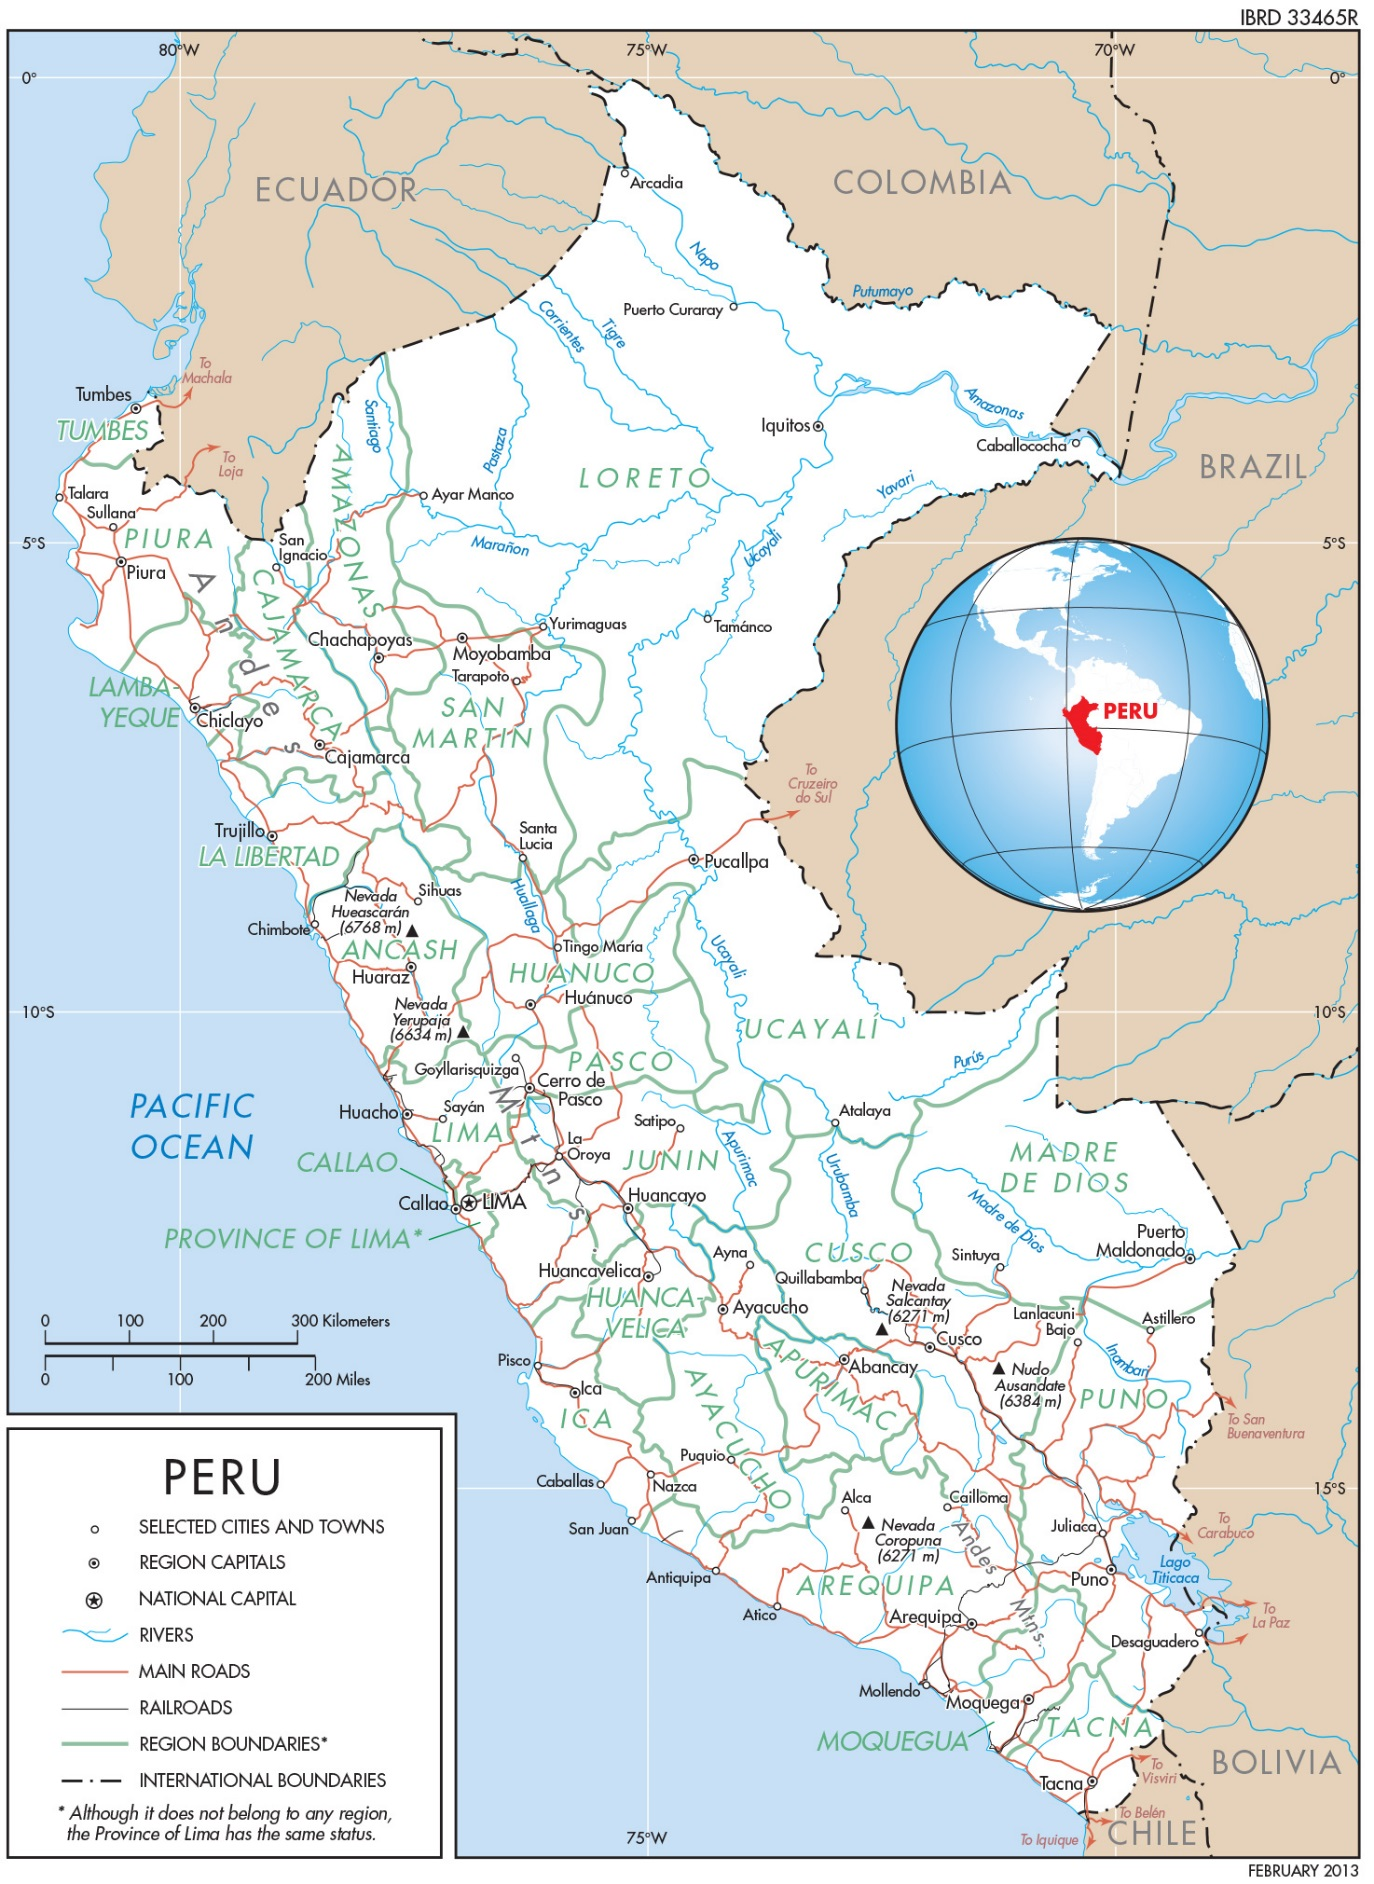 IBRD 33465R
80°W
75°W
70°W
0°
0°
ECUADOR
COLOMBIA
Arcadia
Napo
Putumayo
Puerto Curaray
Corrientes
Tigre
To
Machala
Tumbes
TUMBES
Santiago
Pastaza
Amazonas
Iquitos
Caballococha
BRAZIL
To
Loja
AMAZONAS
LORETO
Yavari
Talara
Sullana
Ayar Manco
PIURA
San
Ignacio
Marañon
Ucayali
5°S
5°S
Piura
Andes
CAJAMARCA
Chachapoyas
Yurimaguas
Tamánco
Moyobamba
Tarapoto
LAMBA-
YEQUE
Chiclayo
SAN
MARTIN
Cajamarca
PERU
To
Cruzeiro
do Sul
Trujillo
LA LIBERTAD
Santa
Lucia
Pucallpa
Nevada
Hueascarán
(6768 m)
Sihuas
Huallaga
Chimbote
ANCASH
Tingo María
Ucayali
Huaraz
HUANUCO
Huánuco
Nevada
Yerupaja
(6634 m)
10°S
10°S
UCAYALÍ
PASCO
Purús
Goyllarisquizga
Cerro de
Pasco
Mtns.
PACIFIC
OCEAN
Huacho
Sayán
LIMA
Satipo
Atalaya
La
Oroya
JUNIN
Apurimac
Urubamba
MADRE
DE DIOS
CALLAO
Callao
LIMA
Huancayo
Madre de Dios
PROVINCE OF LIMA*
Puerto
Maldonado
Ayna
CUSCO
Sintuya
Huancavelica
Quillabamba
Nevada
Salcantay
(6271 m)
HUANCA-
VELICA
Ayacucho
Lanlacuni
Bajo
Astillero
Cusco
0 100 200 300 Kilometers
0 100 200 Miles
Pisco
APURIMAC
Abancay
Inambari
Nudo
Ausandate
(6384 m)
Ica
ICA
AYACUCHO
PUNO
To San
Buenaventura
Puquio
Caballas
Nazca
15°S
Alca
Cailloma
San Juan
Nevada
Coropuna
(6271 m)
Andes
Mtns.
Juliaca
To
Carabuco
Lago
Titicaca
Antiquipa
AREQUIPA
Puno
Atico
Arequipa
To
La Paz
Desaguadero
Mollendo
Moquega
MOQUEGUA
TACNA
BOLIVIA
Tacna
To
Visviri
To Belén
To Iquique
CHILE
75°W
PERU
SELECTED CITIES AND TOWNS
REGION CAPITALS
NATIONAL CAPITAL
RIVERS
MAIN ROADS
RAILROADS
REGION BOUNDARIES*
INTERNATIONAL BOUNDARIES
* Although it does not belong to any region,
the Province of Lima has the same status.
FEBRUARY 2013